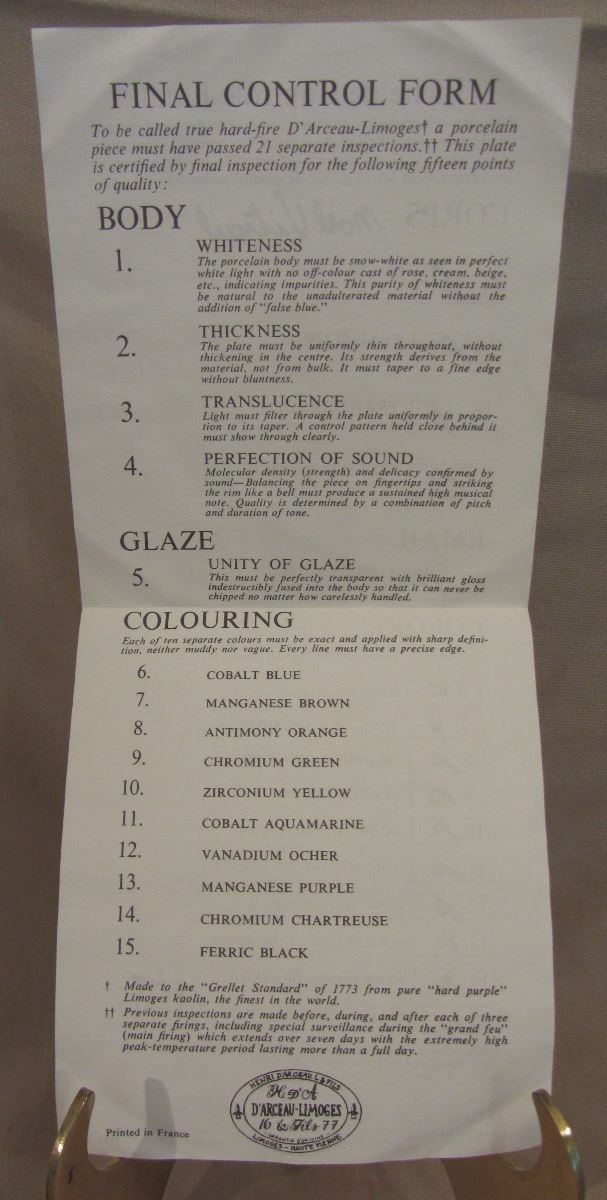 FINAL CONTROL FORM
To be called true hard-fire D'Arceau-Limoges† a porcelain
piece must have passed 21 separate inspections.†† This plate
is certified by final inspection for the following fifteen points
of quality:
BODY
1. WHITENESS
The porcelain body must be snow-white as seen in perfect
white light with no off-colour cast of rose, cream, beige,
etc., indicating impurities. This purity of whiteness must
be natural to the unadulterated material without the
addition of "false blue."
2. THICKNESS
The plate must be uniformly thin throughout, without
thickening in the centre. Its strength derives from the
material, not from bulk. It must taper to a fine edge
without bluntness.
3. TRANSLUCENCE
Light must filter through the plate uniformly in propor-
tion to its taper. A control pattern held close behind it
must show through clearly.
4. PERFECTION OF SOUND
Molecular density (strength) and delicacy confirmed by
sound—Balancing the piece on fingertips and striking
the rim like a bell must produce a sustained high musical
note. Quality is determined by a combination of pitch
and duration of tone.
GLAZE
5. UNITY OF GLAZE
This must be perfectly transparent with brilliant gloss
indestructibly fused into the body so that it can never be
chipped no matter how carelessly handled.
COLOURING
Each of ten separate colours must be exact and applied with sharp defini-
tion, neither muddy nor vague. Every line must have a precise edge.
6. COBALT BLUE
7. MANGANESE BROWN
8. ANTIMONY ORANGE
9. CHROMIUM GREEN
10. ZIRCONIUM YELLOW
11. COBALT AQUAMARINE
12. VANADIUM OCHER
13. MANGANESE PURPLE
14. CHROMIUM CHARTREUSE
15. FERRIC BLACK
† Made to the "Grellet Standard" of 1773 from pure "hard purple"
Limoges kaolin, the finest in the world.
†† Previous inspections are made before, during, and after each of three
separate firings, including special surveillance during the "grand feu"
(main firing) which extends over seven days with the extremely high
peak-temperature period lasting more than a full day.
HENRI D'ARCEAU L & FILS
H. D'A
D'ARCEAU-LIMOGES
16 & Fils 77
LIMOGES - HAUTE VIENNE
Printed in France